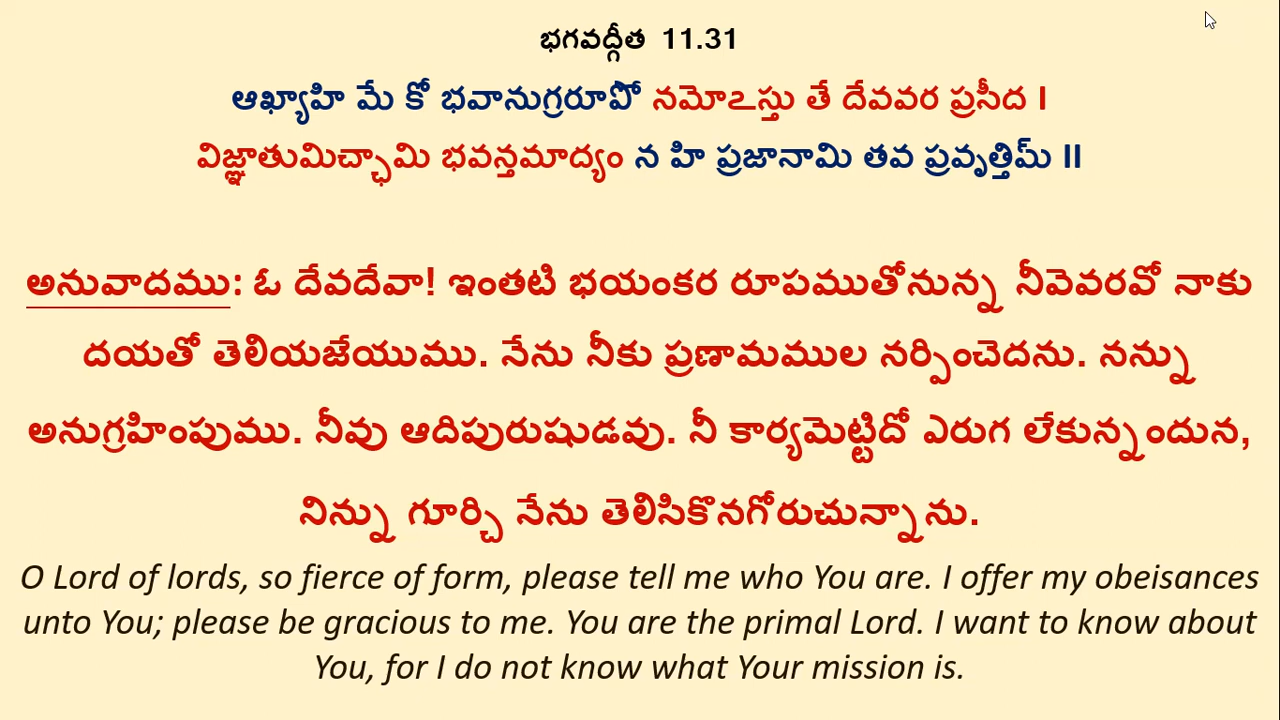 భగవద్గీత 11.31
ఆఖ్యాహి మే కో భవానుగ్రరూపో నమోఽస్తు తే దేవవర ప్రసీద I
విజ్ఞాతుమిచ్ఛామి భవన్తమాద్యం న హి ప్రజానామి తవ ప్రవృత్తిమ్ II
అనువాదము: ఓ దేవదేవా! ఇంతటి భయంకర రూపముతోనున్న నీవెవరవో నాకు
దయతో తెలియజేయుము. నేను నీకు ప్రణామముల నర్పించెదను. నన్ను
అనుగ్రహింపుము. నీవు ఆదిపురుషుడవు. నీ కార్యమెట్టిదో ఎరుగ లేకున్నందున,
నిన్ను గూర్చి నేను తెలిసికొనగోరుచున్నాను.
O Lord of lords, so fierce of form, please tell me who You are. I offer my obeisances
unto You; please be gracious to me. You are the primal Lord. I want to know about
You, for I do not know what Your mission is.